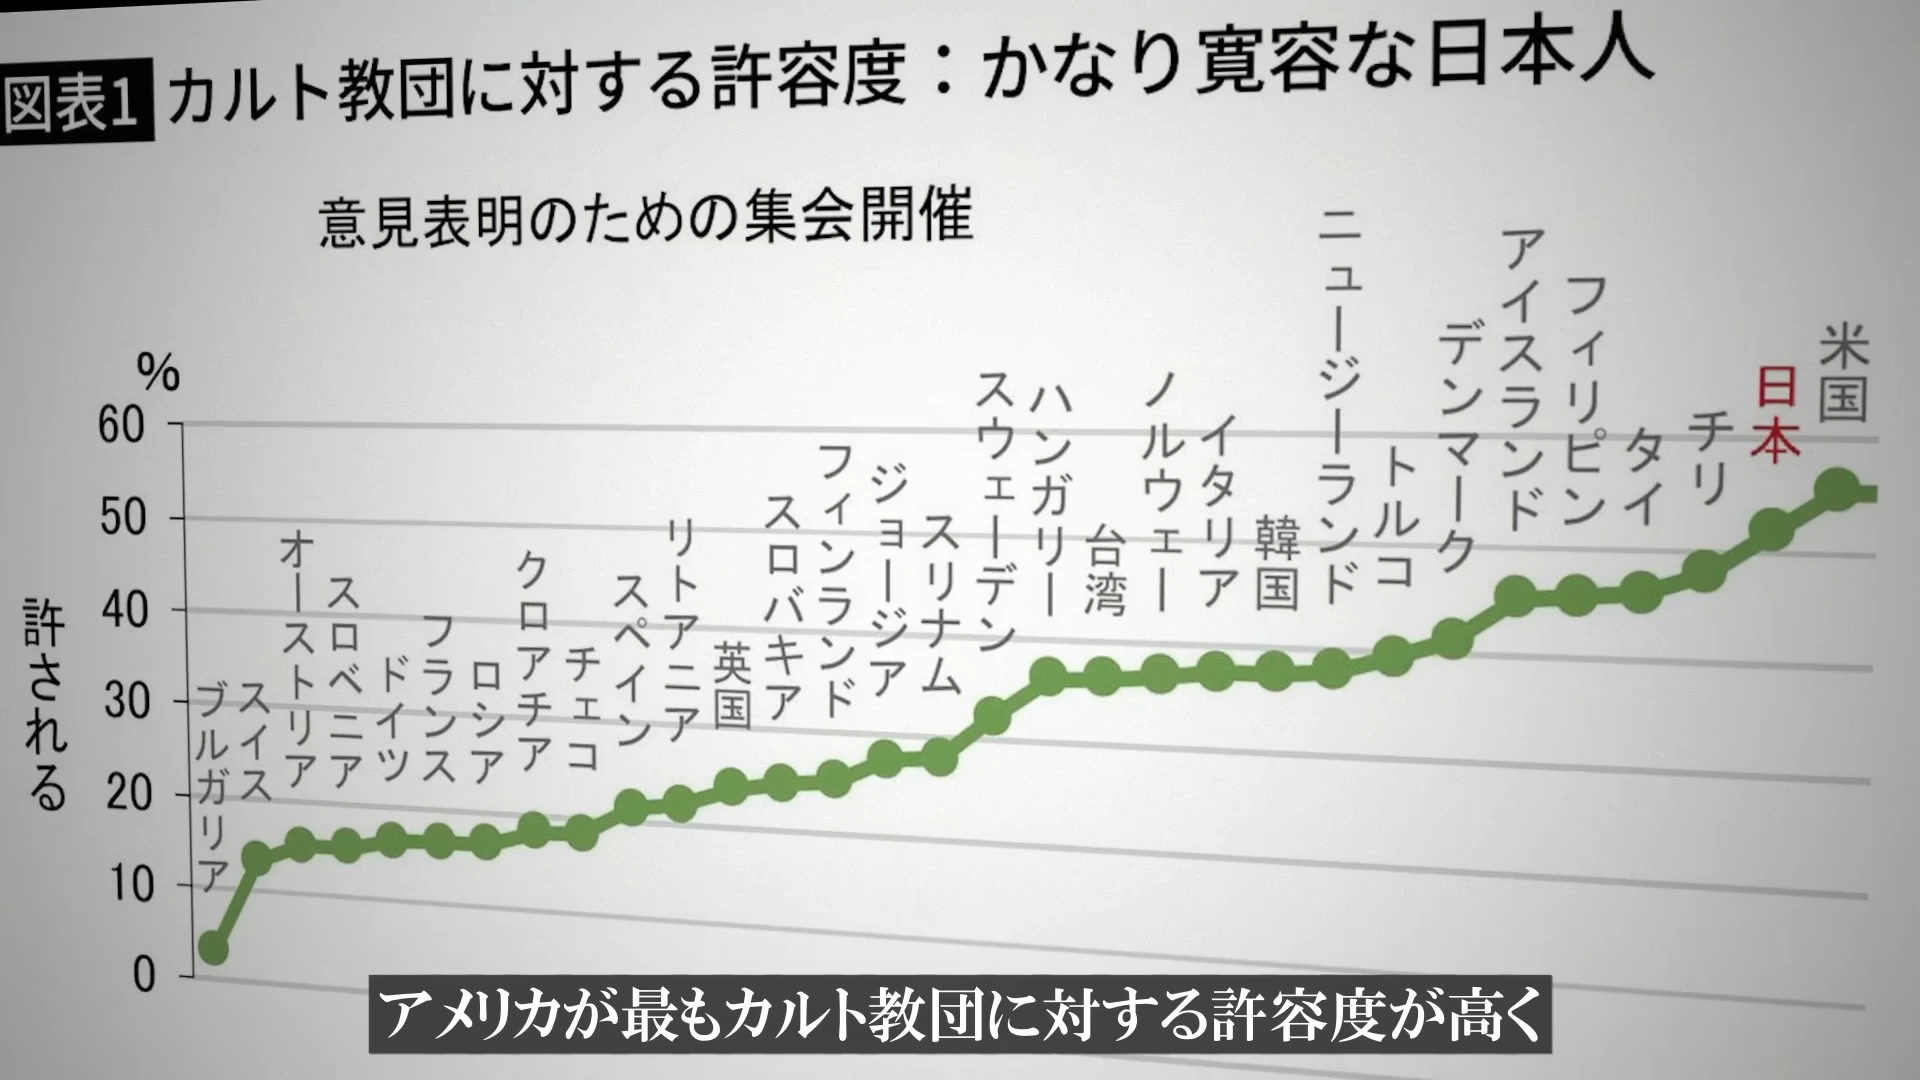 図表1 カルト教団に対する許容度：かなり寛容な日本人
意見表明のための集会開催
%
60
50
40
30
20
10
0
許される
ブルガリア
スイス
オーストリア
スロベニア
ドイツ
フランス
ロシア
クロアチア
チェコ
スペイン
リトアニア
英国
スロバキア
フィンランド
ジョージア
スリナム
スウェーデン
ハンガリー
台湾
ノルウェー
イタリア
韓国
ニュージーランド
トルコ
デンマーク
アイスランド
フィリピン
タイ
チリ
日本
米国
アメリカが最もカルト教団に対する許容度が高く